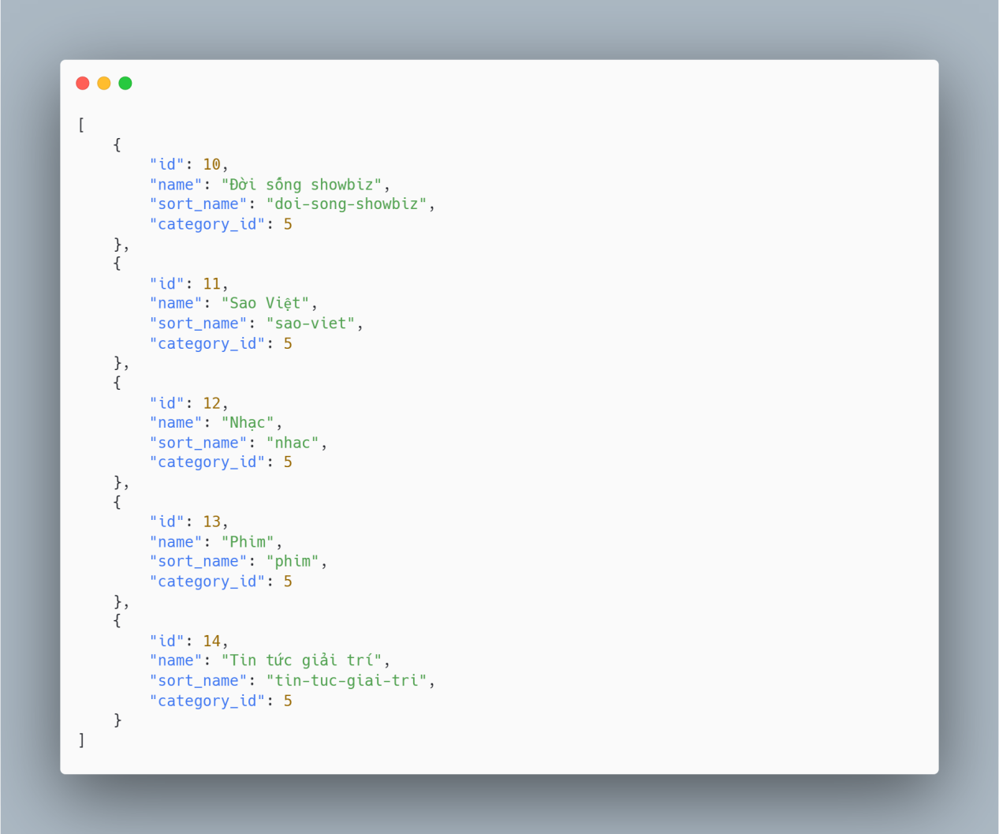 [
    {
        "id": 10,
        "name": "Đời sống showbiz",
        "sort_name": "doi-song-showbiz",
        "category_id": 5
    },
    {
        "id": 11,
        "name": "Sao Việt",
        "sort_name": "sao-viet",
        "category_id": 5
    },
    {
        "id": 12,
        "name": "Nhạc",
        "sort_name": "nhac",
        "category_id": 5
    },
    {
        "id": 13,
        "name": "Phim",
        "sort_name": "phim",
        "category_id": 5
    },
    {
        "id": 14,
        "name": "Tin tức giải trí",
        "sort_name": "tin-tuc-giai-tri",
        "category_id": 5
    }
]